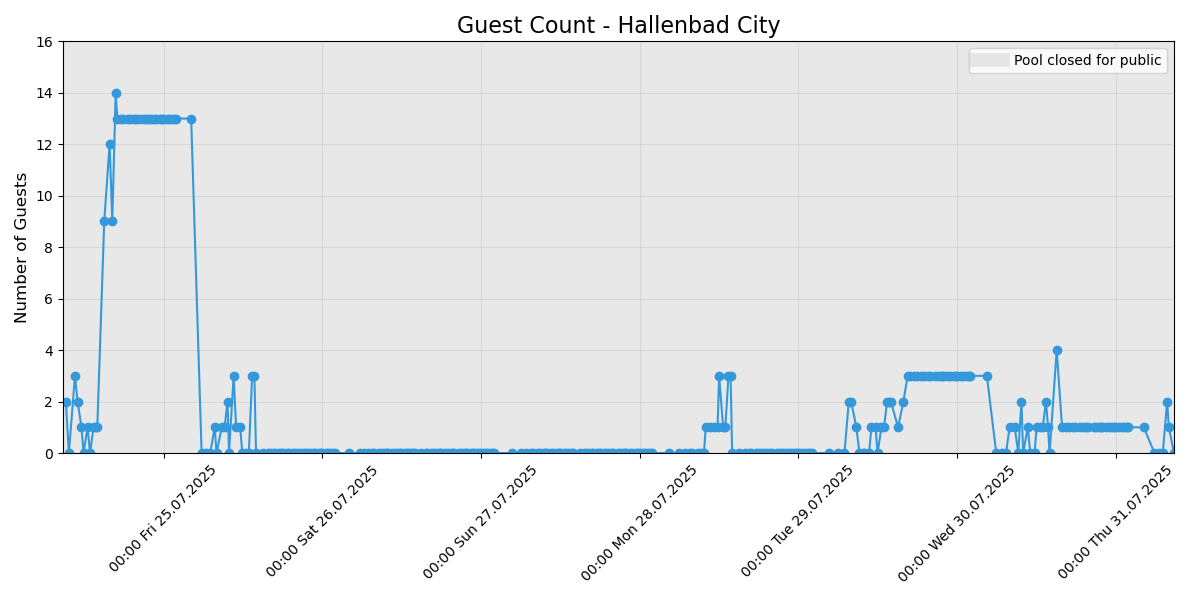 Guest Count - Hallenbad City
Pool closed for public
Number of Guests
16
14
12
10
8
6
4
2
0
00:00 Fri 25.07.2025
00:00 Sat 26.07.2025
00:00 Sun 27.07.2025
00:00 Mon 28.07.2025
00:00 Tue 29.07.2025
00:00 Wed 30.07.2025
00:00 Thu 31.07.2025